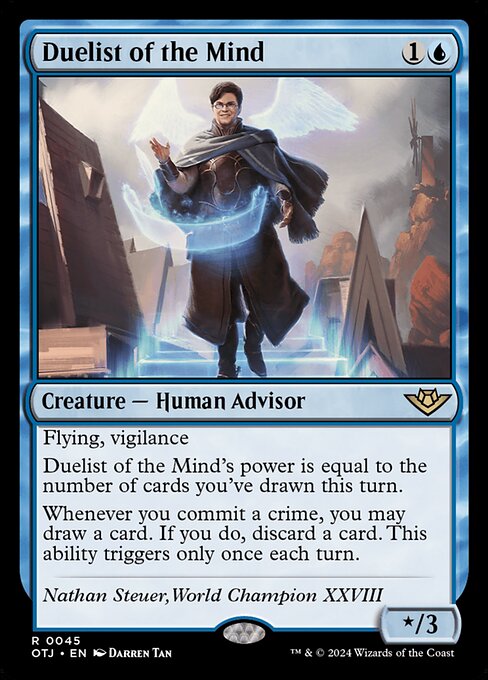 Duelist of the Mind 1
Creature — Human Advisor
Flying, vigilance
Duelist of the Mind's power is equal to the
number of cards you've drawn this turn.
Whenever you commit a crime, you may
draw a card. If you do, discard a card. This
ability triggers only once each turn.
Nathan Steuer, World Champion XXVIII
*/3
R 0045
OTJ • EN Darren Tan
™ & © 2024 Wizards of the Coast